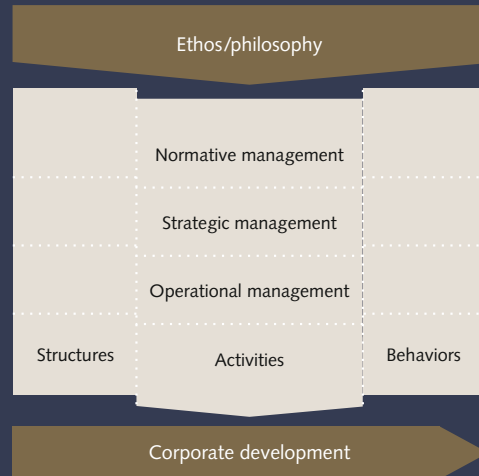 Ethos/philosophy
Normative management
Strategic management
Operational management
Structures
Activities
Behaviors
Corporate development